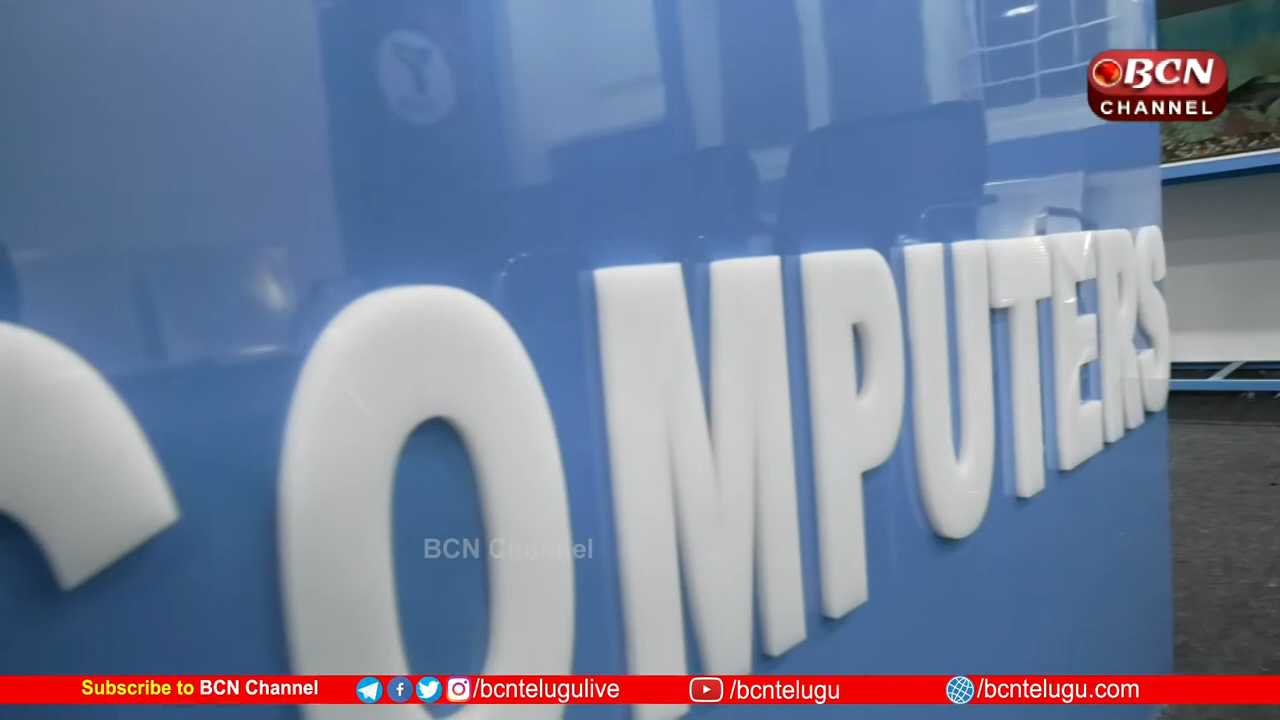 BCN
CHANNEL
COMPUTERS
BCN Channel
Subscribe to BCN Channel /bcntelugulive /bcntelugu /bcntelugu.com